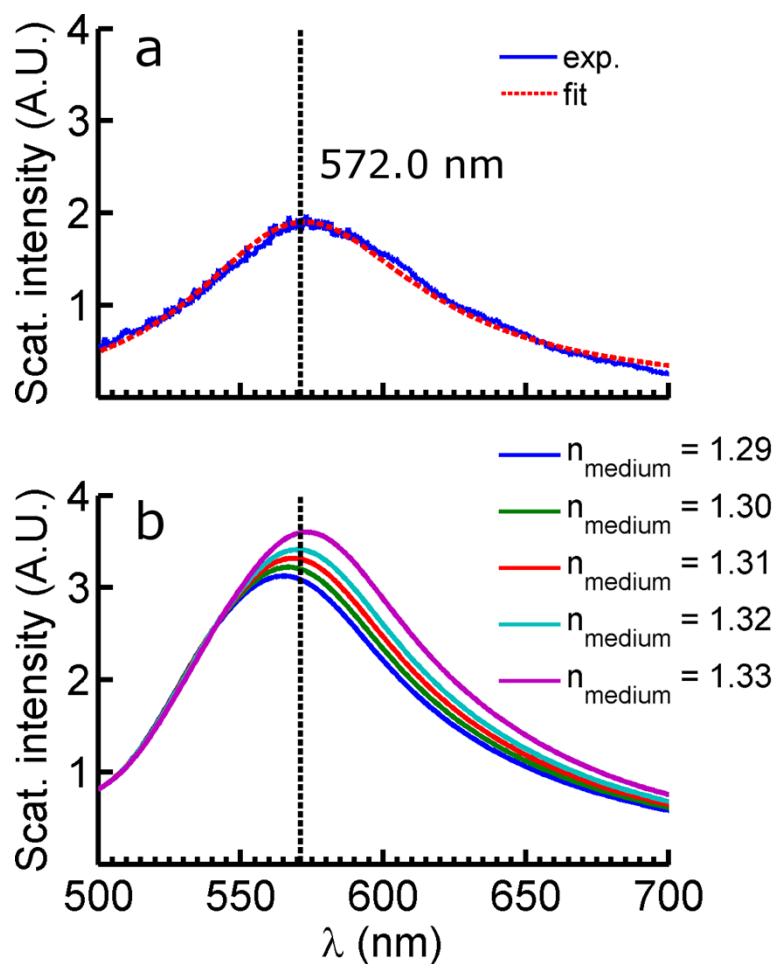 a
exp.
fit
572.0 nm
Scat. intensity (A.U.)
4
3
2
1
b
n_medium = 1.29
n_medium = 1.30
n_medium = 1.31
n_medium = 1.32
n_medium = 1.33
Scat. intensity (A.U.)
4
3
2
1
500 550 600 650 700
λ (nm)